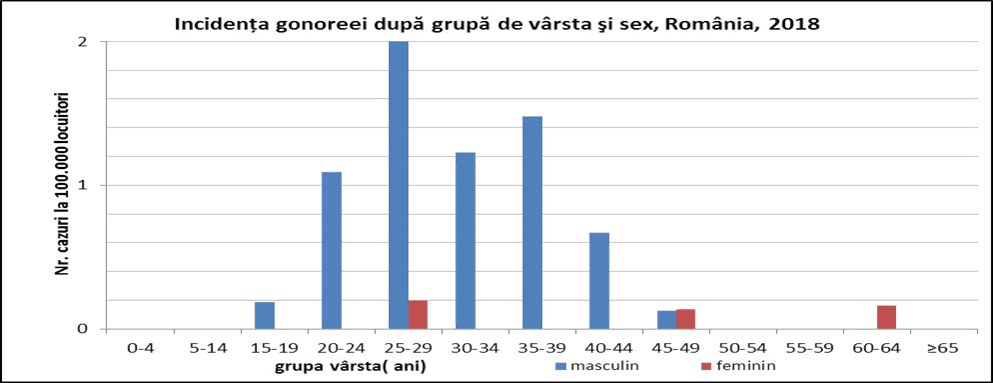 Incidența gonoreei după grupă de vârsta şi sex, România, 2018
Nr. cazuri la 100.000 locuitori
2
1
0
0-4 5-14 15-19 20-24 25-29 30-34 35-39 40-44 45-49 50-54 55-59 60-64 ≥65
grupa vârsta( ani)
masculin feminin